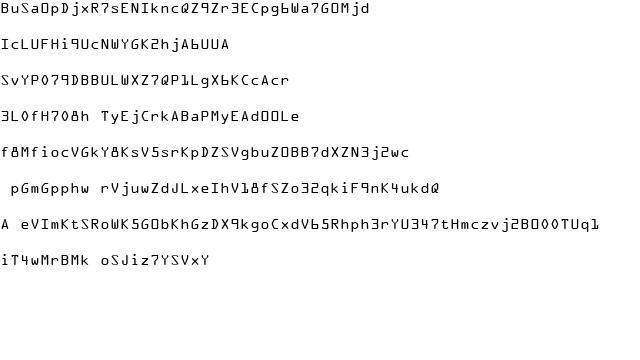 BuSaOpDjxR7sENIkncQZ9Zr3ECpg6Wa7GOMjd
IcLUFHi9UcNWYGK2hjA6UUA
SvYP079DBBULWXZ7QP1LgX6KCcAcr
3L0fH708h TyEjCrkABaPMyEAdOOLe
f8MfiocVGkY8KsV5srKpDZSVgbuZOBB7dXZN3j2wc
pGmGpphw rVjuwZdJLxeIhV18fSZo32qkiF9nK4ukdQ
A eVImKtSRoWK5GObKhGzDX9kgoCxdV65Rhph3rYU347tHmczvj2BO00TUq1
iT4wMrBMk oSJiz7YSVxY